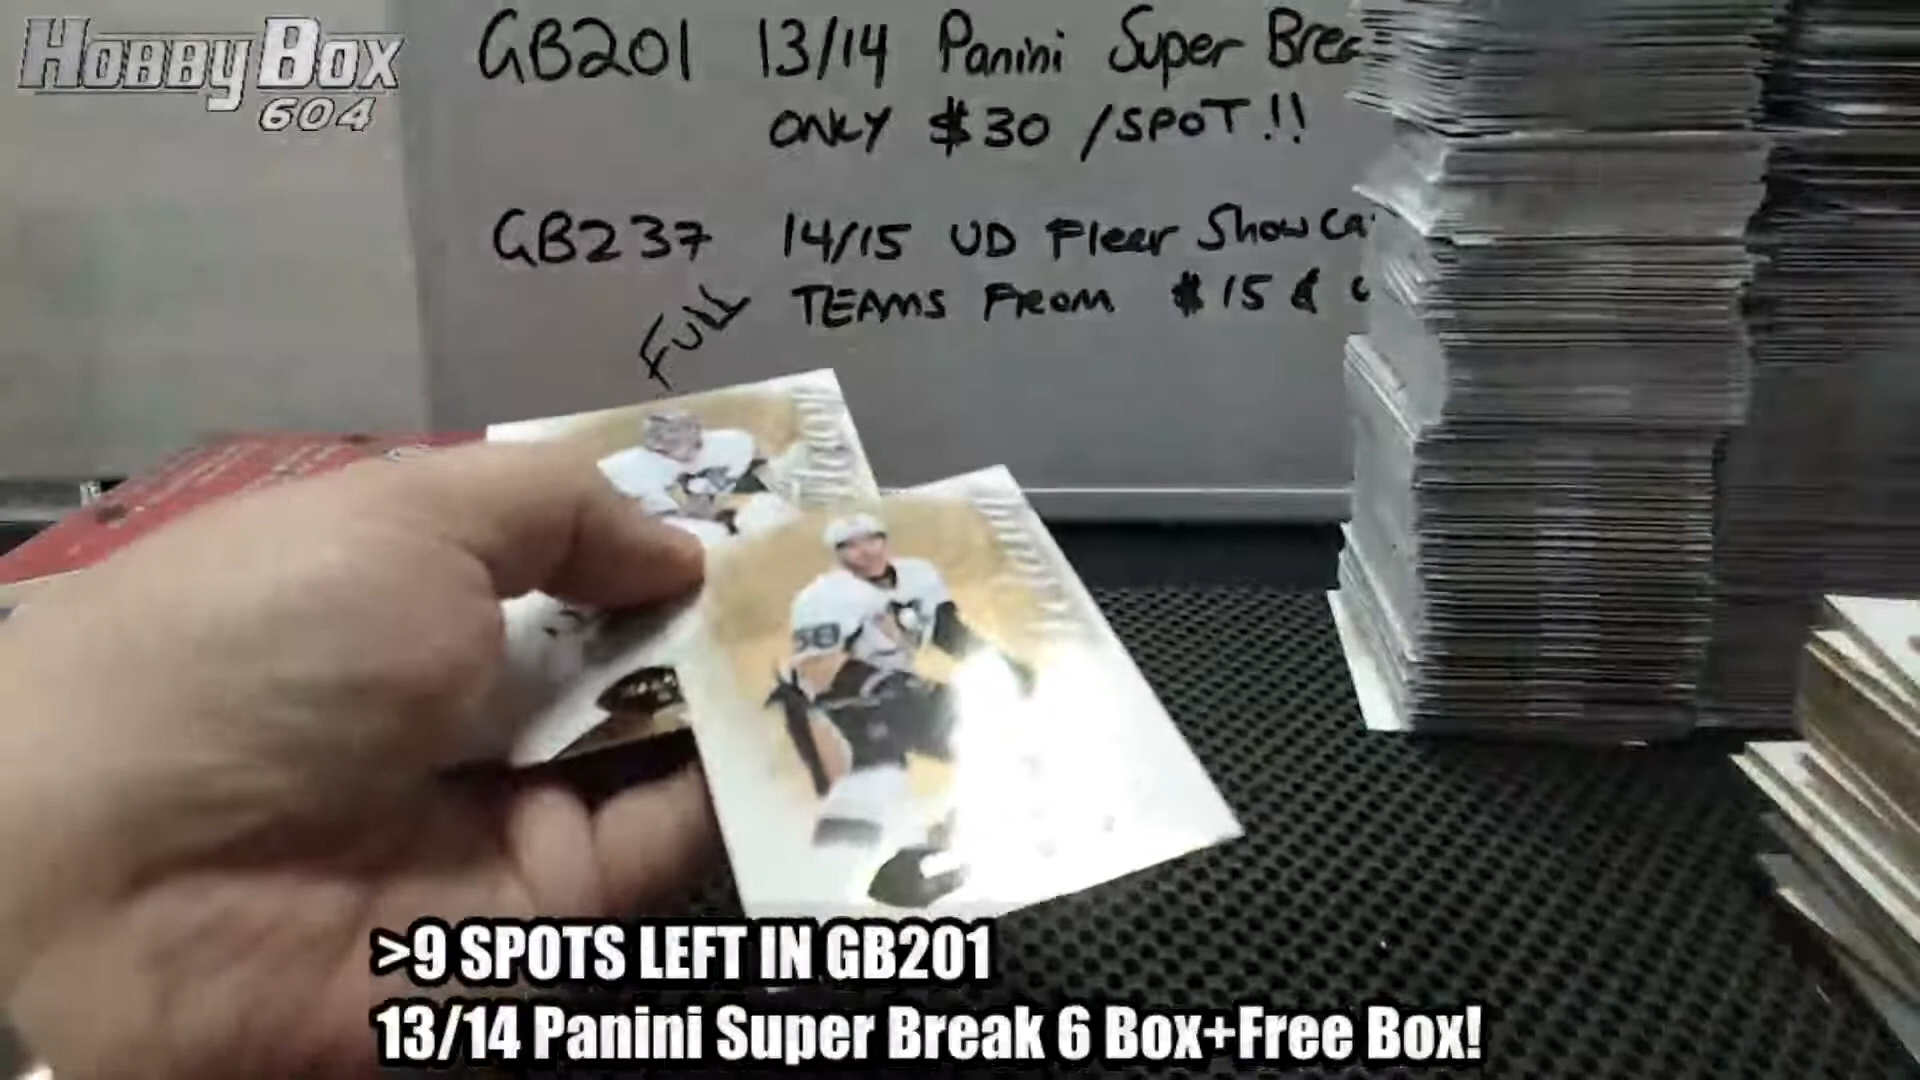 HOBBYBOX
604
GB201 13/14 Panini Super
ONLY $30 /SPOT!!
GB237 14/15 UD Fleer
FULL TEAMS FROM $15 &
58
>9 SPOTS LEFT IN GB201
13/14 Panini Super Break 6 Box+Free Box!